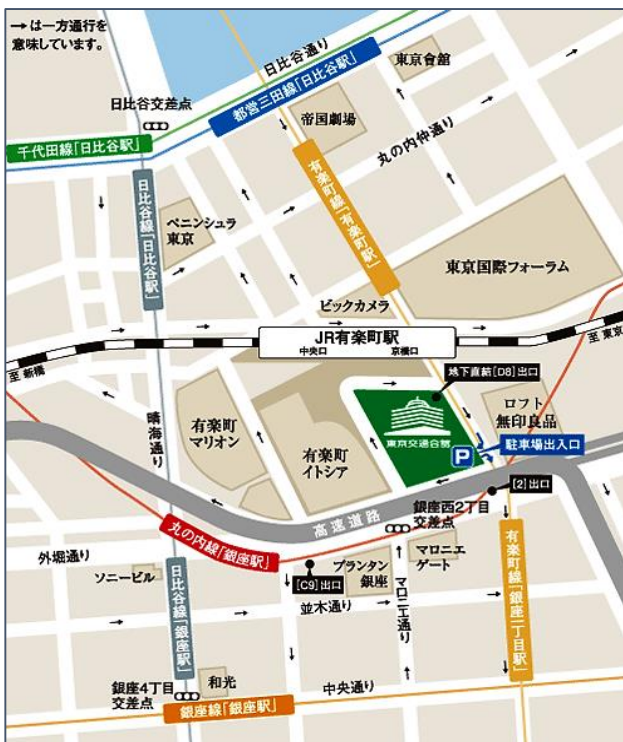 →は一方通行を
意味しています。
日比谷通り
東京會舘
日比谷交差点
都営三田線「日比谷駅」
帝国劇場
千代田線「日比谷駅」
丸の内仲通り
日比谷線「日比谷駅」
有楽町線「有楽町駅」
ペニンシュラ
東京
東京国際フォーラム
ビックカメラ
JR有楽町駅
中央口
京橋口
至 東京
至 新橋
地下直結[D8]出口
晴海通り
有楽町
マリオン
有楽町
イトシア
東京交通会館
ロフト
無印良品
P
駐車場出入口
[2]出口
高速道路
銀座西2丁目
交差点
丸の内線「銀座駅」
外堀通り
ソニービル
[C9]出口
プランタン
銀座
マロニエ
ゲート
並木通り
マロニエ通り
日比谷線「銀座駅」
有楽町線「銀座一丁目駅」
銀座4丁目
交差点
和光
中央通り
銀座線「銀座駅」